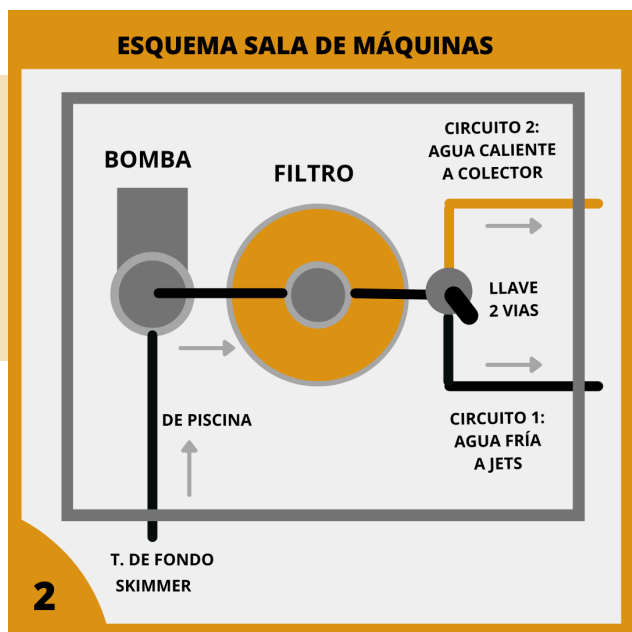 ESQUEMA SALA DE MÁQUINAS
CIRCUITO 2:
AGUA CALIENTE
A COLECTOR
BOMBA
FILTRO
LLAVE
2 VIAS
DE PISCINA
CIRCUITO 1:
AGUA FRÍA
A JETS
T. DE FONDO
SKIMMER
2